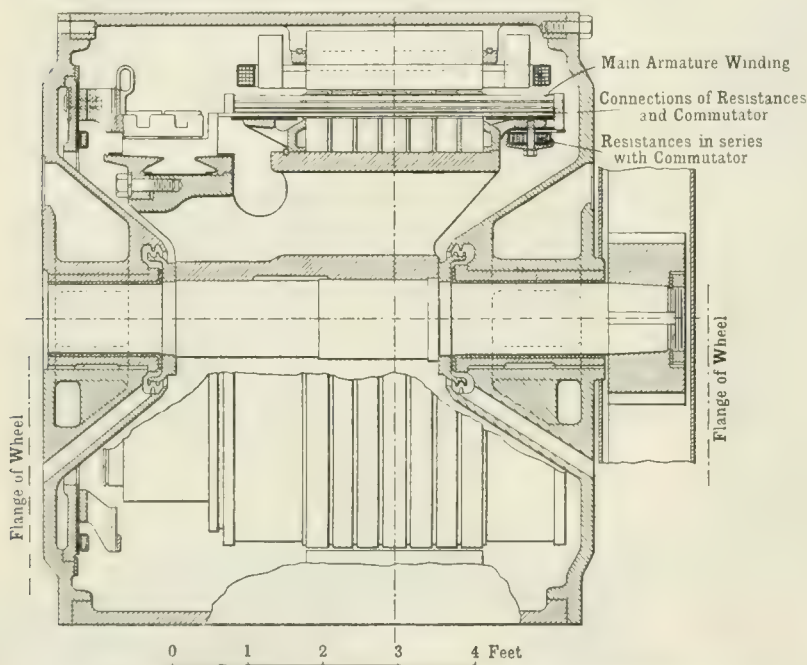 Main Armature Winding
Connections of Resistances
and Commutator
Resistances in series
with Commutator
Flange of Wheel
Flange of Wheel
0 1 2 3 4 Feet